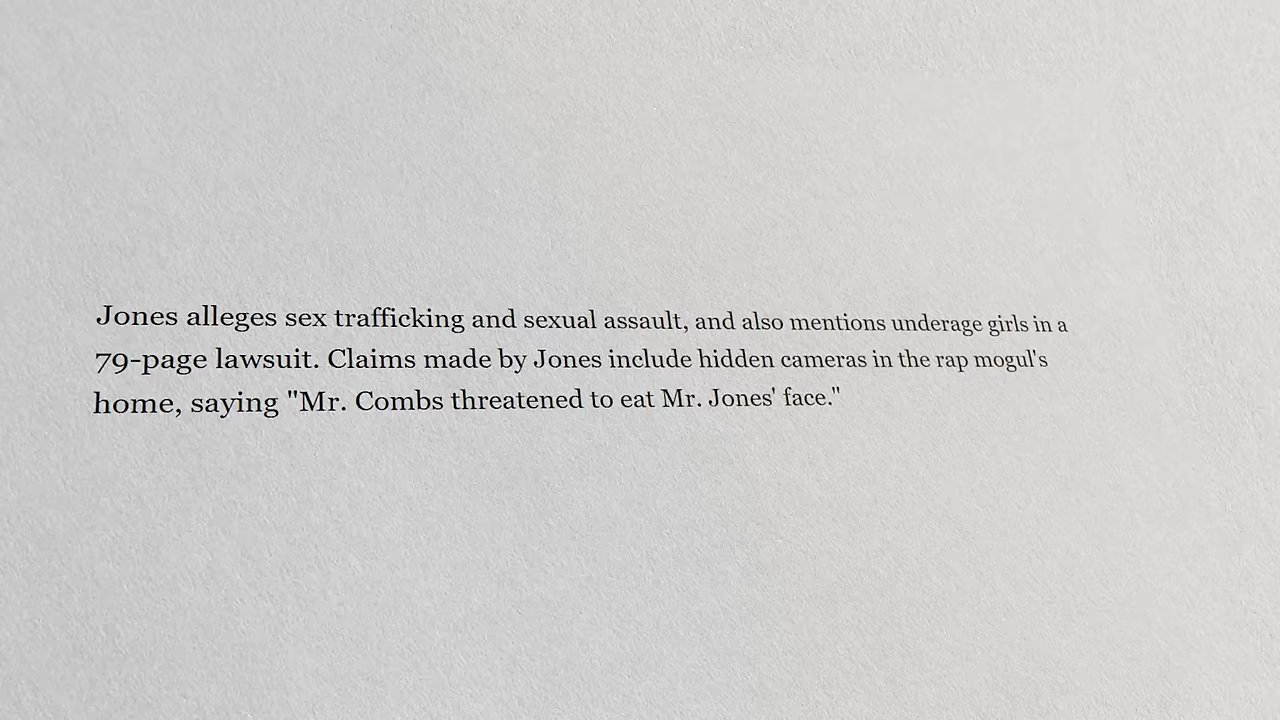 Jones alleges sex trafficking and sexual assault, and also mentions underage girls in a
79-page lawsuit. Claims made by Jones include hidden cameras in the rap mogul's
home, saying "Mr. Combs threatened to eat Mr. Jones' face."